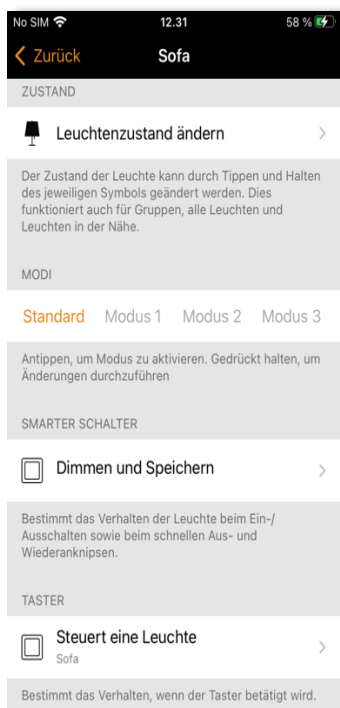 No SIM 12.31 58 %
Zurück Sofa
ZUSTAND
Leuchtenzustand ändern
Der Zustand der Leuchte kann durch Tippen und Halten
des jeweiligen Symbols geändert werden. Dies
funktioniert auch für Gruppen, alle Leuchten und
Leuchten in der Nähe.
MODI
Standard Modus 1 Modus 2 Modus 3
Antippen, um Modus zu aktivieren. Gedrückt halten, um
Änderungen durchzuführen
SMARTER SCHALTER
Dimmen und Speichern
Bestimmt das Verhalten der Leuchte beim Ein-/
Ausschalten sowie beim schnellen Aus- und
Wiederanknipsen.
TASTER
Steuert eine Leuchte
Sofa
Bestimmt das Verhalten, wenn der Taster betätigt wird.